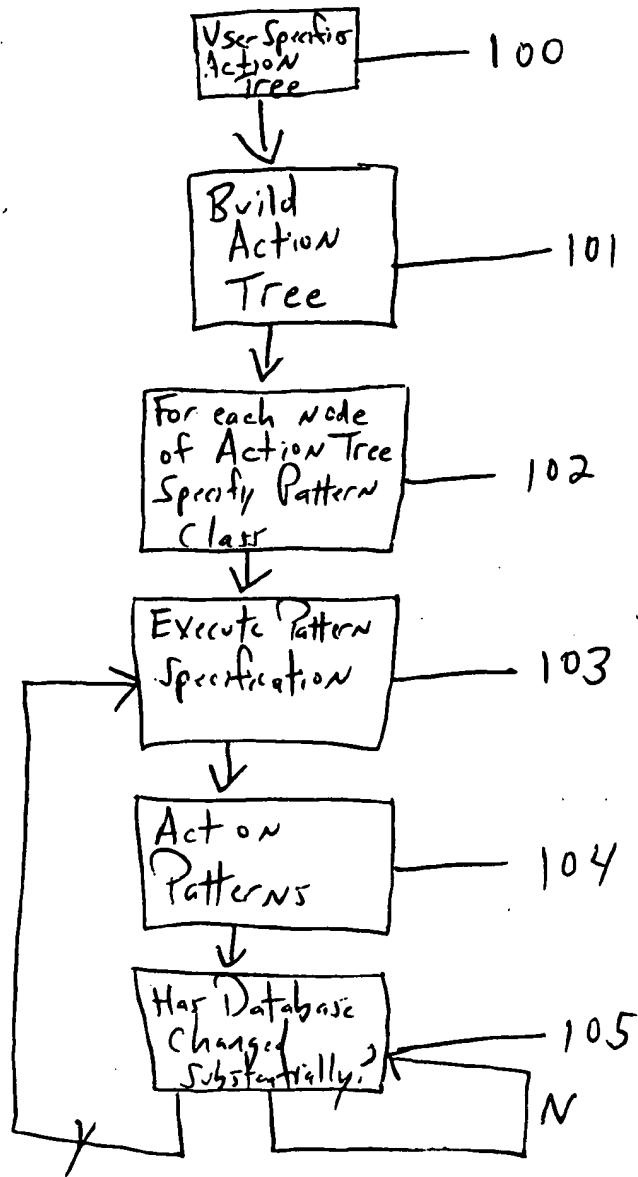 User Specifies
Action
Tree
100
Build
Action
Tree
101
For each Node
of Action Tree
Specify Pattern
Class
102
Execute Pattern
Specification
103
Act on
Patterns
104
Has Database
Changed
Substantially?
105
N
Y